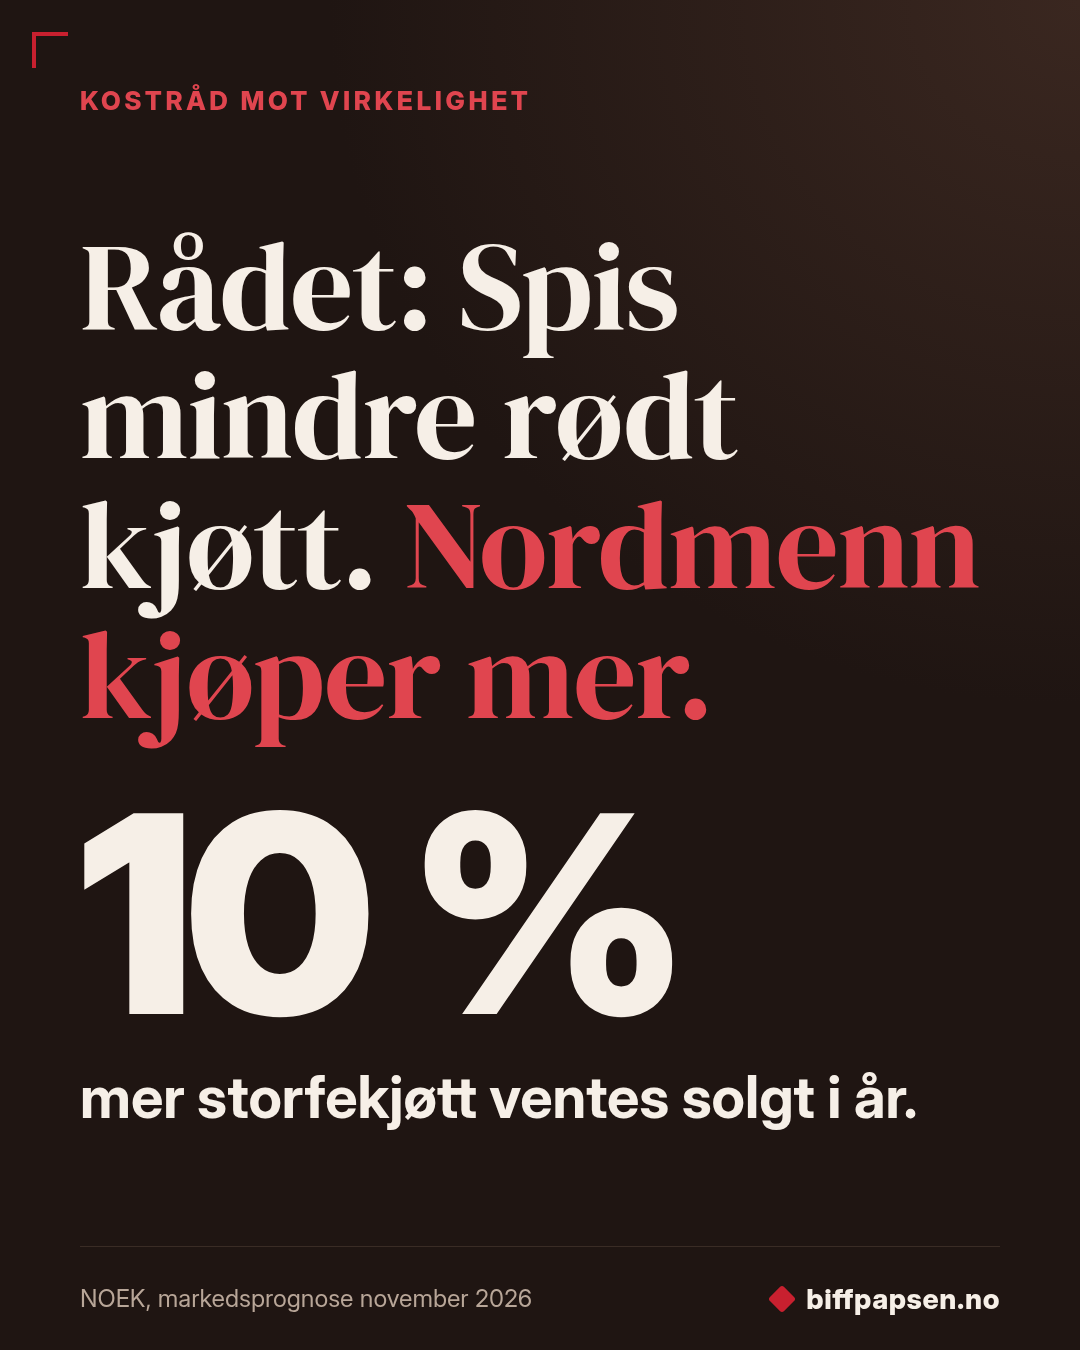 KOSTRÅD MOT VIRKELIGHET
Rådet: Spis
mindre rødt
kjøtt. Nordmenn
kjøper mer.
10 %
mer storfekjøtt ventes solgt i år.
NOEK, markedsprognose november 2026
biffpapsen.no